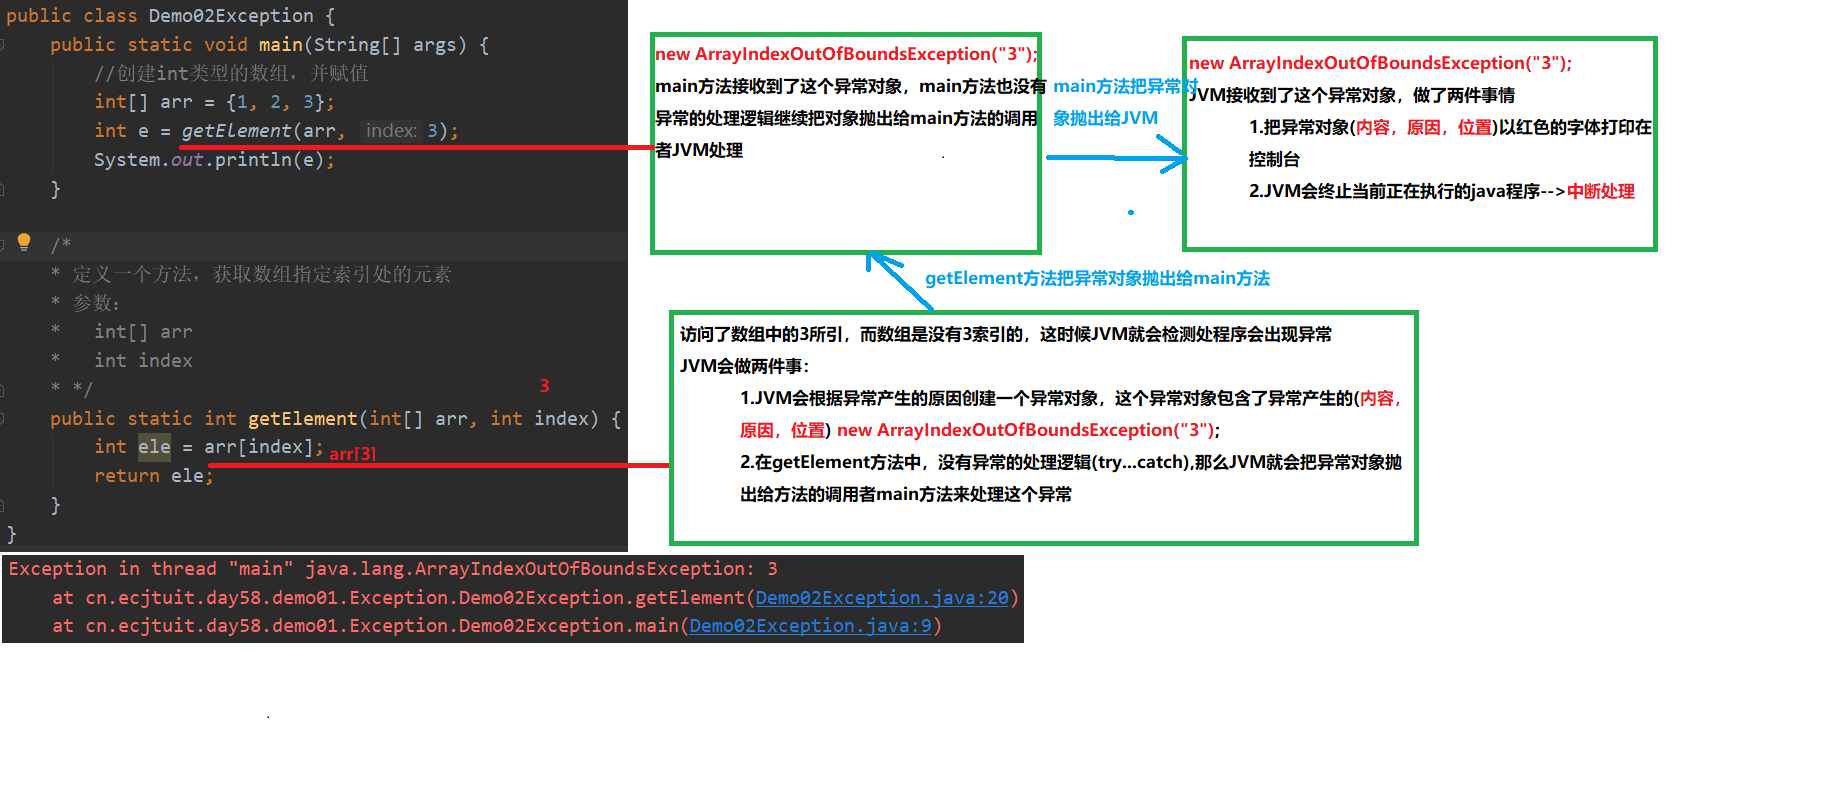 public class Demo02Exception {
public static void main(String[] args) {
//创建int类型的数组，并赋值
int[] arr = {1, 2, 3};
int e = getElement(arr, index: 3);
System.out.println(e);
}
/*
* 定义一个方法，获取数组指定索引处的元素
* 参数：
* int[] arr
* int index
* */
3
public static int getElement(int[] arr, int index) {
int ele = arr[index];
arr[3]
return ele;
}
}
new ArrayIndexOutOfBoundsException("3");
main方法接收到了这个异常对象，main方法也没有
异常的处理逻辑继续把对象抛出给main方法的调用
者JVM处理
main方法把异常对
象抛出给JVM
new ArrayIndexOutOfBoundsException("3");
JVM接收到了这个异常对象，做了两件事情
1.把异常对象(内容，原因，位置)以红色的字体打印在
控制台
2.JVM会终止当前正在执行的java程序-->中断处理
getElement方法把异常对象抛出给main方法
访问了数组中的3所引，而数组是没有3索引的，这时候JVM就会检测处程序会出现异常
JVM会做两件事：
1.JVM会根据异常产生的原因创建一个异常对象，这个异常对象包含了异常产生的(内容，
原因，位置) new ArrayIndexOutOfBoundsException("3");
2.在getElement方法中，没有异常的处理逻辑(try...catch),那么JVM就会把异常对象抛
出给方法的调用者main方法来处理这个异常
Exception in thread "main" java.lang.ArrayIndexOutOfBoundsException: 3
at cn.ecjtuit.day58.demo01.Exception.Demo02Exception.getElement(Demo02Exception.java:20)
at cn.ecjtuit.day58.demo01.Exception.Demo02Exception.main(Demo02Exception.java:9)